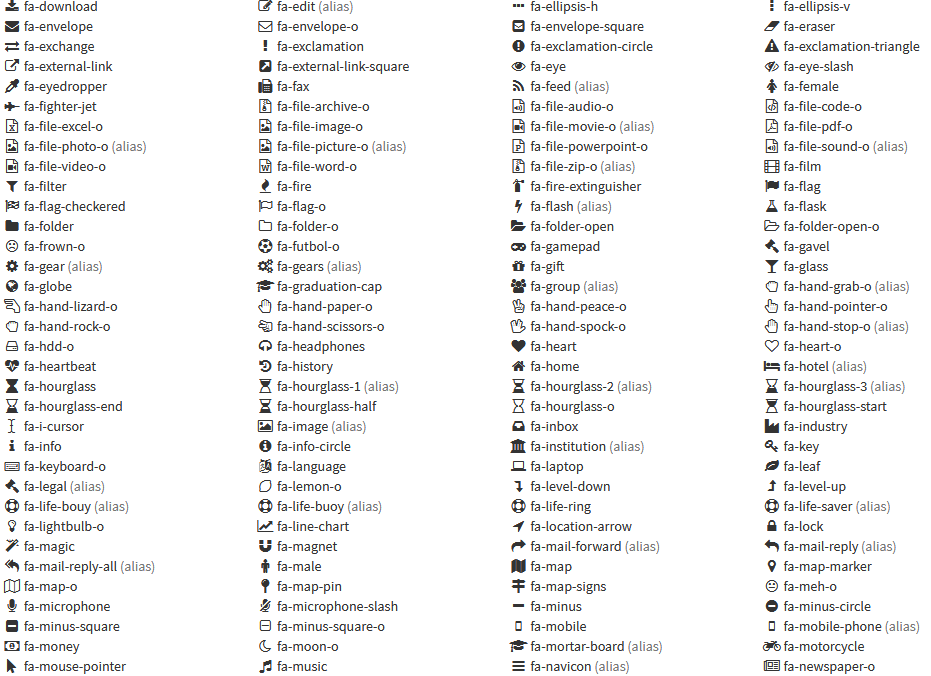 fa-download fa-edit (alias) fa-ellipsis-h fa-ellipsis-v
fa-envelope fa-envelope-o fa-envelope-square fa-eraser
fa-exchange fa-exclamation fa-exclamation-circle fa-exclamation-triangle
fa-external-link fa-external-link-square fa-eye fa-eye-slash
fa-eyedropper fa-fax fa-feed (alias) fa-female
fa-fighter-jet fa-file-archive-o fa-file-audio-o fa-file-code-o
fa-file-excel-o fa-file-image-o fa-file-movie-o (alias) fa-file-pdf-o
fa-file-photo-o (alias) fa-file-picture-o (alias) fa-file-powerpoint-o fa-file-sound-o (alias)
fa-file-video-o fa-file-word-o fa-file-zip-o (alias) fa-film
fa-filter fa-fire fa-fire-extinguisher fa-flag
fa-flag-checkered fa-flag-o fa-flash (alias) fa-flask
fa-folder fa-folder-o fa-folder-open fa-folder-open-o
fa-frown-o fa-futbol-o fa-gamepad fa-gavel
fa-gear (alias) fa-gears (alias) fa-gift fa-glass
fa-globe fa-graduation-cap fa-group (alias) fa-hand-grab-o (alias)
fa-hand-lizard-o fa-hand-paper-o fa-hand-peace-o fa-hand-pointer-o
fa-hand-rock-o fa-hand-scissors-o fa-hand-spock-o fa-hand-stop-o (alias)
fa-hdd-o fa-headphones fa-heart fa-heart-o
fa-heartbeat fa-history fa-home fa-hotel (alias)
fa-hourglass fa-hourglass-1 (alias) fa-hourglass-2 (alias) fa-hourglass-3 (alias)
fa-hourglass-end fa-hourglass-half fa-hourglass-o fa-hourglass-start
fa-i-cursor fa-image (alias) fa-inbox fa-industry
fa-info fa-info-circle fa-institution (alias) fa-key
fa-keyboard-o fa-language fa-laptop fa-leaf
fa-legal (alias) fa-lemon-o fa-level-down fa-level-up
fa-life-bouy (alias) fa-life-buoy (alias) fa-life-ring fa-life-saver (alias)
fa-lightbulb-o fa-line-chart fa-location-arrow fa-lock
fa-magic fa-magnet fa-mail-forward (alias) fa-mail-reply (alias)
fa-mail-reply-all (alias) fa-male fa-map fa-map-marker
fa-map-o fa-map-pin fa-map-signs fa-meh-o
fa-microphone fa-microphone-slash fa-minus fa-minus-circle
fa-minus-square fa-minus-square-o fa-mobile fa-mobile-phone (alias)
fa-money fa-moon-o fa-mortar-board (alias) fa-motorcycle
fa-mouse-pointer fa-music fa-navicon (alias) fa-newspaper-o